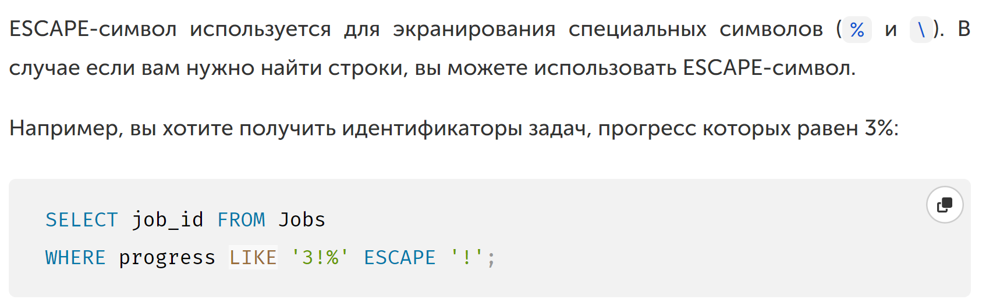 ESCAPE-символ используется для экранирования специальных символов (% и \). В
случае если вам нужно найти строки, вы можете использовать ESCAPE-символ.
Например, вы хотите получить идентификаторы задач, прогресс которых равен 3%:
SELECT job_id FROM Jobs
WHERE progress LIKE '3!%' ESCAPE '!';